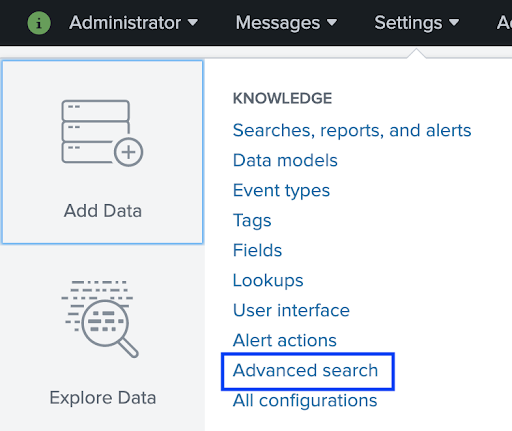 Administrator Messages Settings
Add Data
Explore Data
KNOWLEDGE
Searches, reports, and alerts
Data models
Event types
Tags
Fields
Lookups
User interface
Alert actions
Advanced search
All configurations